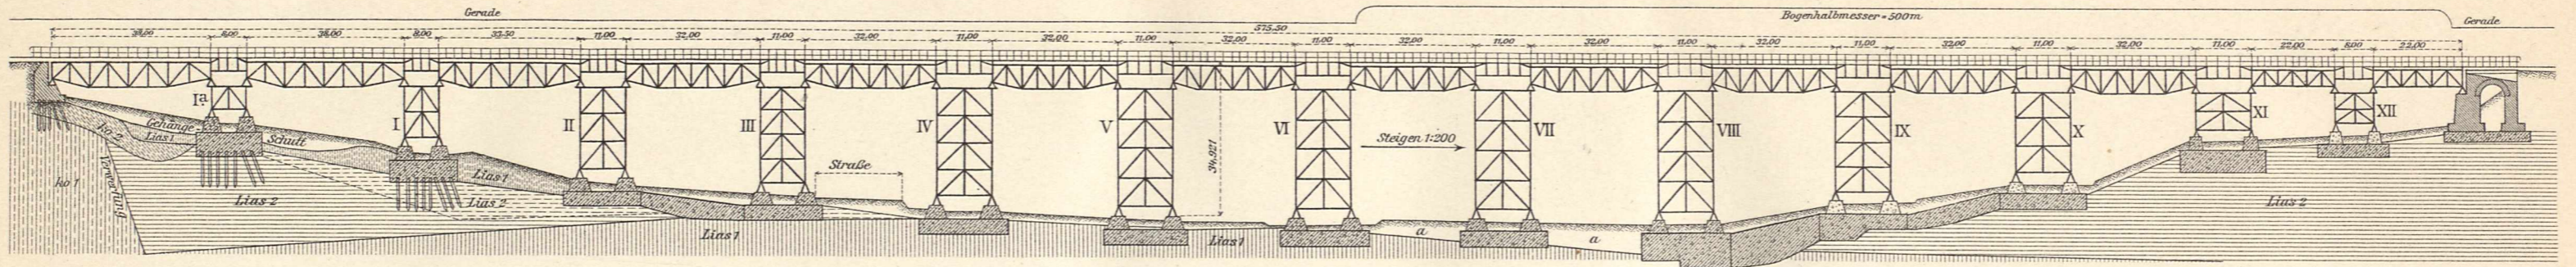 Gerade
Bogenhalbmesser = 500m
Gerade
575.50
38,00 8,00 38,00 8,00 33,50 11,00 32,00 11,00 32,00 11,00 32,00 11,00 32,00 11,00 32,00 11,00 32,00 11,00 32,00 11,00 32,00 11,00 32,00 11,00 22,00 8,00 22,00
Ia
I
II
III
IV
V
VI
VII
VIII
IX
X
XI
XII
Steigen 1:200
34,921
Straße
Gehänge-
Schutt
ko 2
Lias 1
ko 1
Verwerfung
Lias 2
Lias 1
Lias 2
Lias 1
Lias 1
a
a
Lias 2